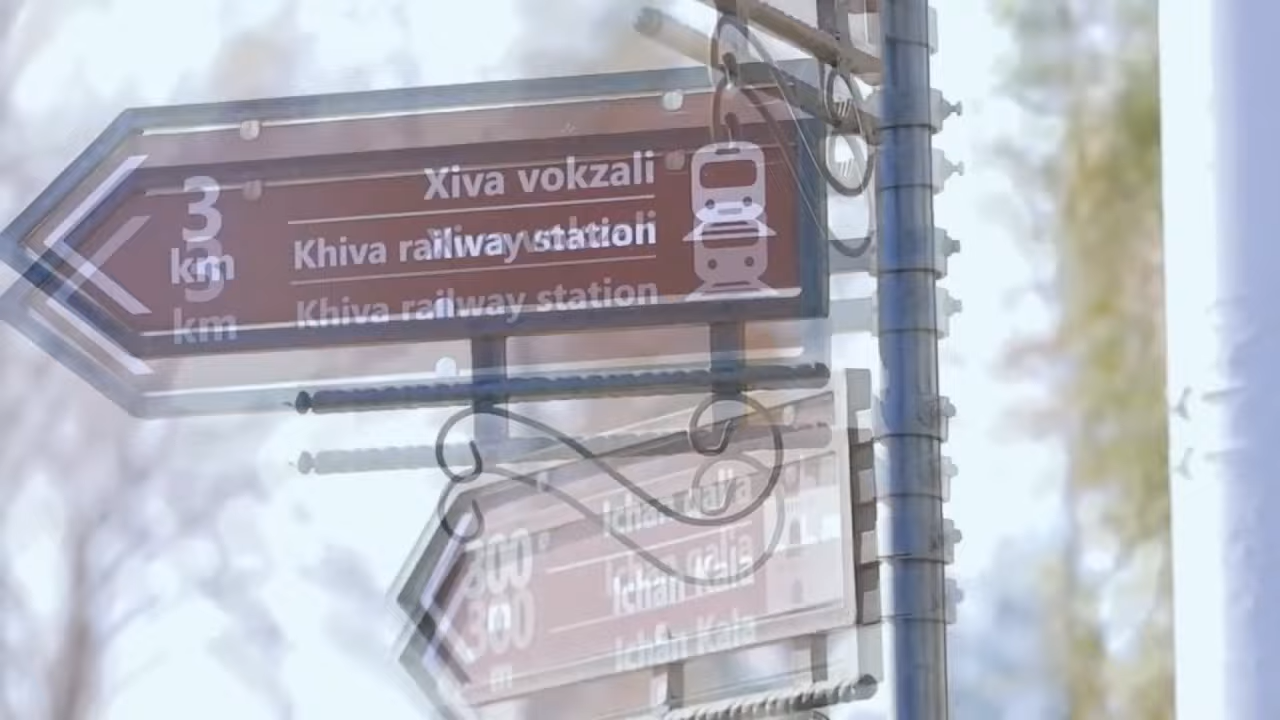 3
km
Xiva vokzali
Khiva railway station
300
m
Ichan qal'a
Ichan Kala